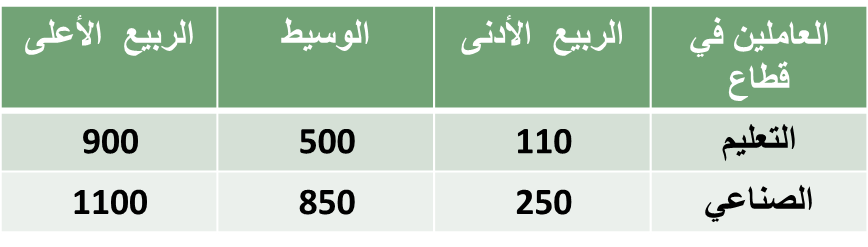 العاملين في قطاع الربيع الأدنى الوسيط الربيع الأعلى
التعليم 110 500 900
الصناعي 250 850 1100